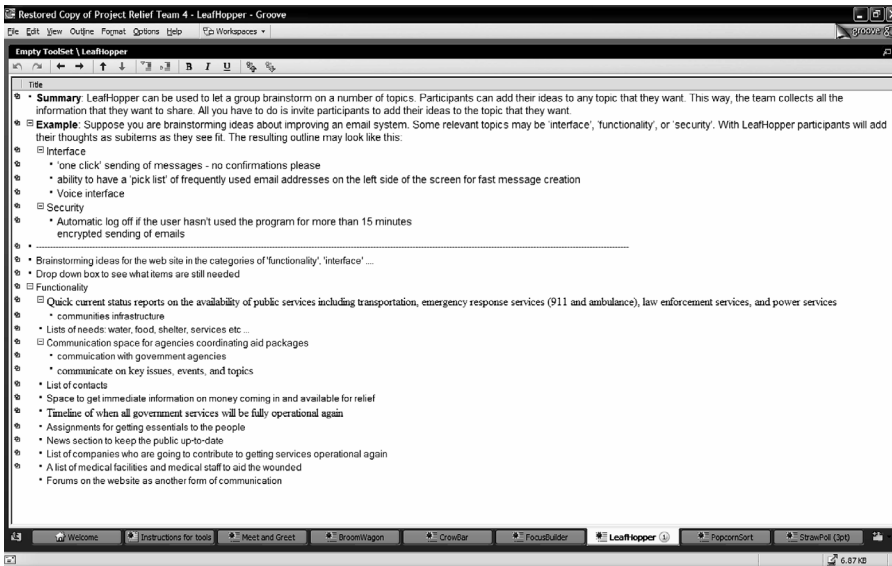 Restored Copy of Project Relief Team 4 - LeafHopper - Groove
File Edit View Outline Format Options Help Workspaces
groove
Empty ToolSet \ LeafHopper
B I U
Title
Summary: LeafHopper can be used to let a group brainstorm on a number of topics. Participants can add their ideas to any topic that they want. This way, the team collects all the
information that they want to share. All you have to do is invite participants to add their ideas to the topic that they want.
Example: Suppose you are brainstorming ideas about improving an email system. Some relevant topics may be 'interface', 'functionality', or 'security'. With LeafHopper participants will add
their thoughts as subitems as they see fit. The resulting outline may look like this:
Interface
'one click' sending of messages - no confirmations please
ability to have a 'pick list' of frequently used email addresses on the left side of the screen for fast message creation
Voice interface
Security
Automatic log off if the user hasn't used the program for more than 15 minutes
encrypted sending of emails
Brainstorming ideas for the web site in the categories of 'functionality', 'interface' ....
Drop down box to see what items are still needed
Functionality
Quick current status reports on the availability of public services including transportation, emergency response services (911 and ambulance), law enforcement services, and power services
communities infrastructure
Lists of needs: water, food, shelter, services etc ...
Communication space for agencies coordinating aid packages
commuication with government agencies
communicate on key issues, events, and topics
List of contacts
Space to get immediate information on money coming in and available for relief
Timeline of when all government services will be fully operational again
Assignments for getting essentials to the people
News section to keep the public up-to-date
List of companies who are going to contribute to getting services operational again
A list of medical facilities and medical staff to aid the wounded
Forums on the website as another form of communication
Welcome Instructions for tools Meet and Greet BroomWagon CrowBar FocusBuilder LeafHopper 1 PopcornSort StrawPoll (3pt)
6.87 KB